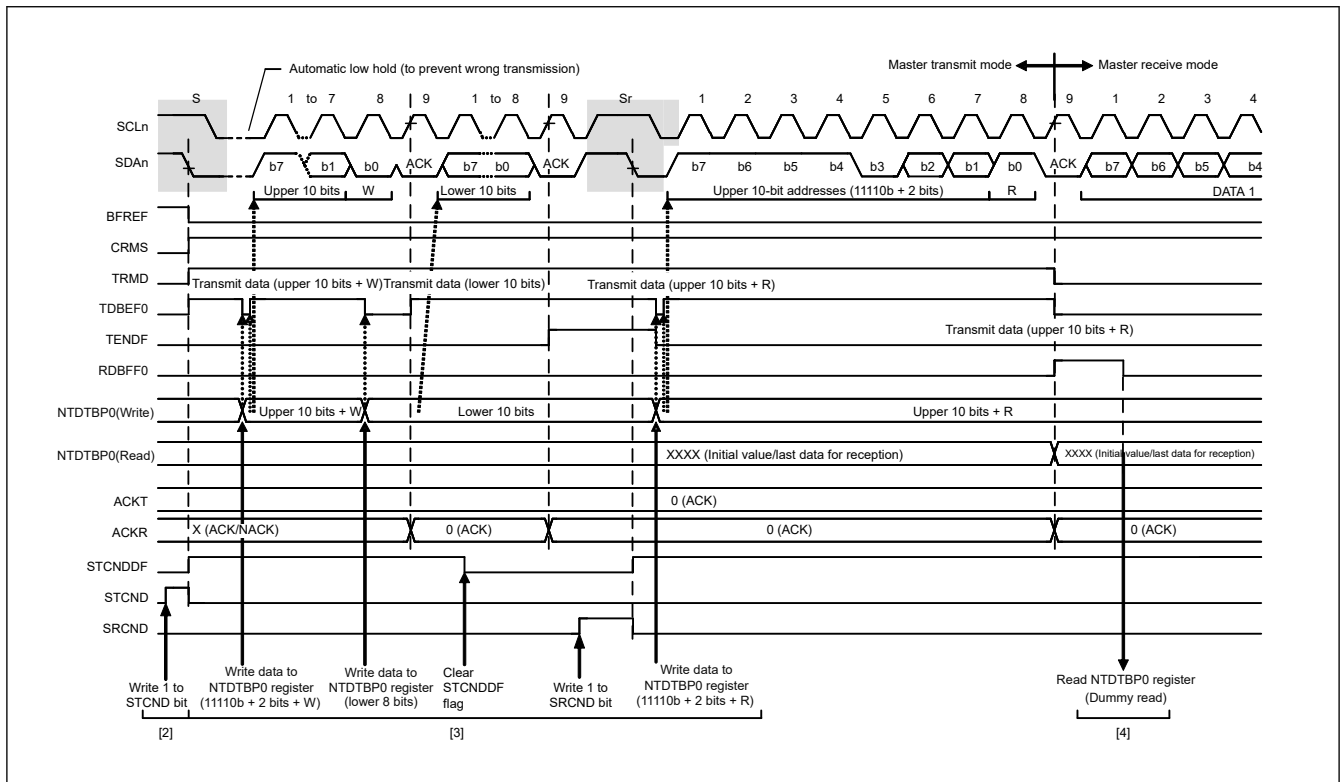 Automatic low hold (to prevent wrong transmission)
Master transmit mode Master receive mode
S 1 to 7 8 9 1 to 8 9 Sr 1 2 3 4 5 6 7 8 9 1 2 3 4
SCLn
SDAn b7 b1 b0 ACK b7 b0 ACK b7 b6 b5 b4 b3 b2 b1 b0 ACK b7 b6 b5 b4
Upper 10 bits W Lower 10 bits Upper 10-bit addresses (11110b + 2 bits) R DATA 1
BFREF
CRMS
TRMD
Transmit data (upper 10 bits + W) Transmit data (lower 10 bits) Transmit data (upper 10 bits + R)
TDBEF0
TENDF Transmit data (upper 10 bits + R)
RDBFF0
NTDTBP0(Write) Upper 10 bits + W Lower 10 bits Upper 10 bits + R
NTDTBP0(Read) XXXX (Initial value/last data for reception) XXXX (Initial value/last data for reception)
ACKT 0 (ACK)
ACKR X (ACK/NACK) 0 (ACK) 0 (ACK) 0 (ACK)
STCNDDF
STCND
SRCND
Write 1 to
STCND bit
Write data to
NTDTBP0 register
(11110b + 2 bits + W)
Write data to
NTDTBP0 register
(lower 8 bits)
Clear
STCNDDF
flag
Write 1 to
SRCND bit
Write data to
NTDTBP0 register
(11110b + 2 bits + R)
Read NTDTBP0 register
(Dummy read)
[2] [3] [4]